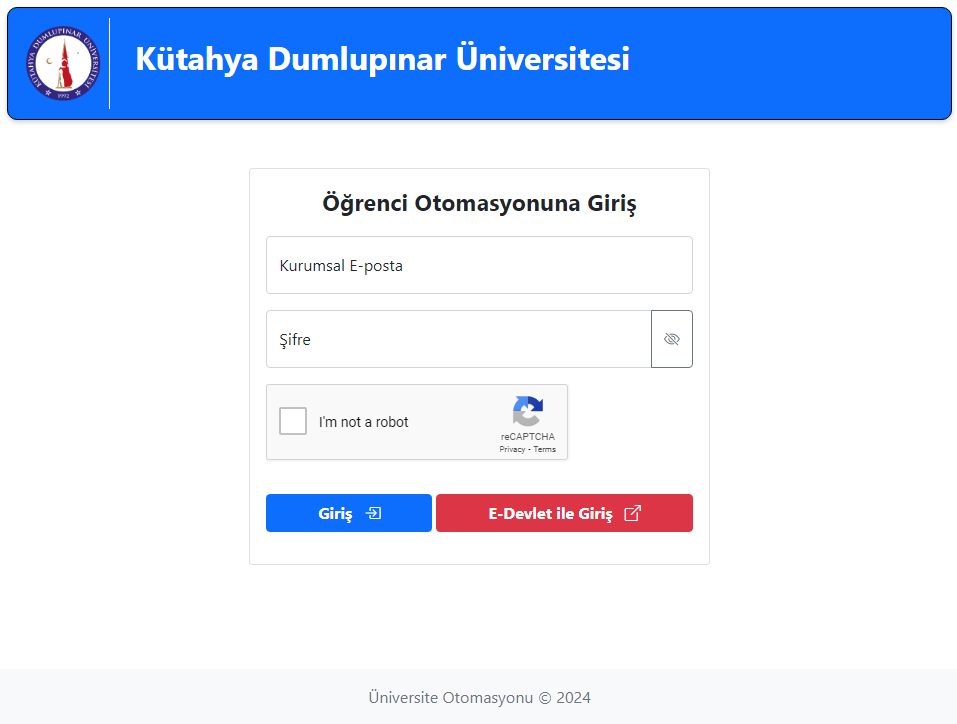 KÜTAHYA DUMLUPINAR ÜNİVERSİTESİ
1992
Kütahya Dumlupınar Üniversitesi
Öğrenci Otomasyonuna Giriş
Kurumsal E-posta
Şifre
I'm not a robot
reCAPTCHA
Privacy - Terms
Giriş
E-Devlet ile Giriş
Üniversite Otomasyonu © 2024